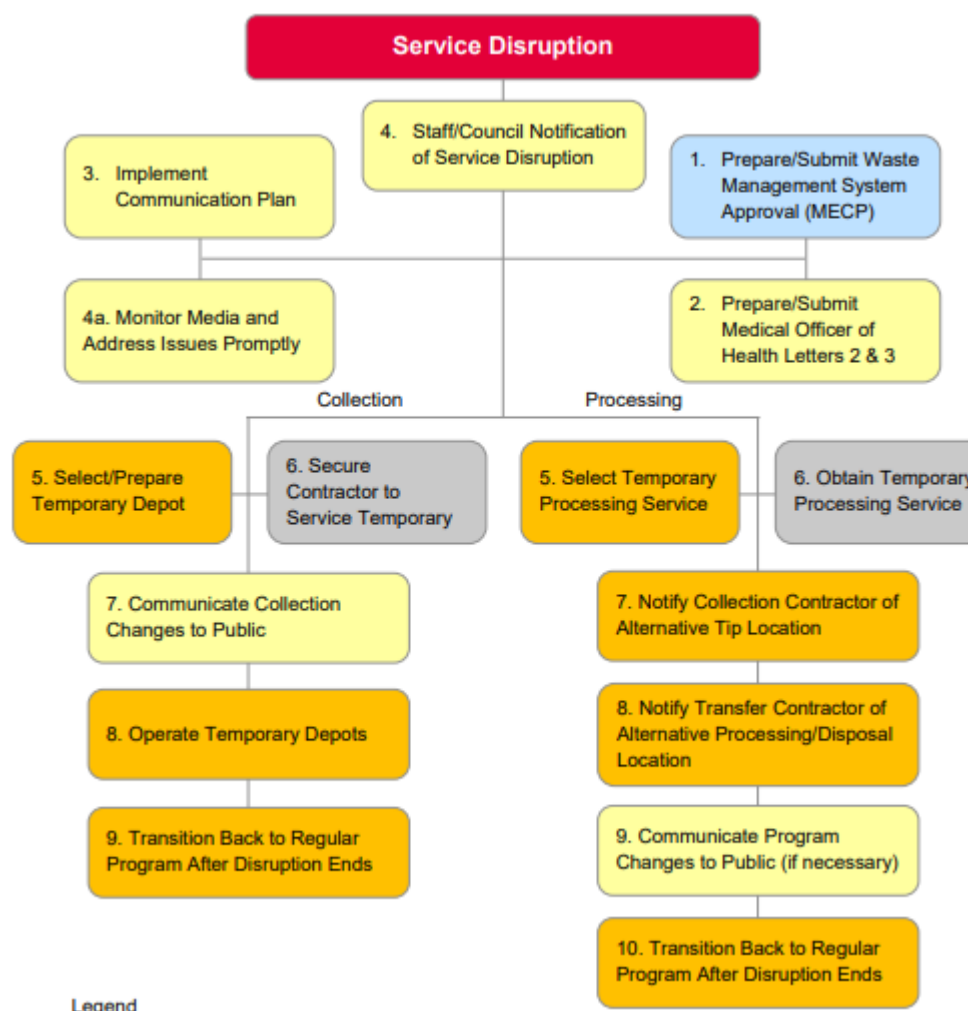 Service Disruption
4. Staff/Council Notification
of Service Disruption
3. Implement
Communication Plan
1. Prepare/Submit Waste
Management System
Approval (MECP)
4a. Monitor Media and
Address Issues Promptly
2. Prepare/Submit
Medical Officer of
Health Letters 2 & 3
Collection
Processing
5. Select/Prepare
Temporary Depot
6. Secure
Contractor to
Service Temporary
5. Select Temporary
Processing Service
6. Obtain Temporary
Processing Service
7. Communicate Collection
Changes to Public
8. Operate Temporary Depots
9. Transition Back to Regular
Program After Disruption Ends
7. Notify Collection Contractor of
Alternative Tip Location
8. Notify Transfer Contractor of
Alternative Processing/Disposal
Location
9. Communicate Program
Changes to Public (if necessary)
10. Transition Back to Regular
Program After Disruption Ends
Legend